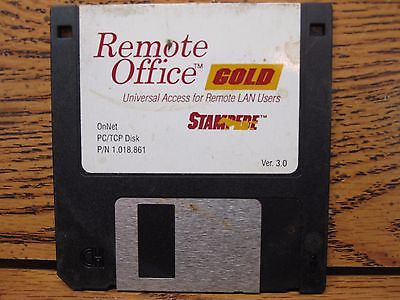 Remote
Office™ GOLD
Universal Access for Remote LAN Users
STAMPEDE™
OnNet
PC/TCP Disk
P/N 1.018.861
Ver. 3.0